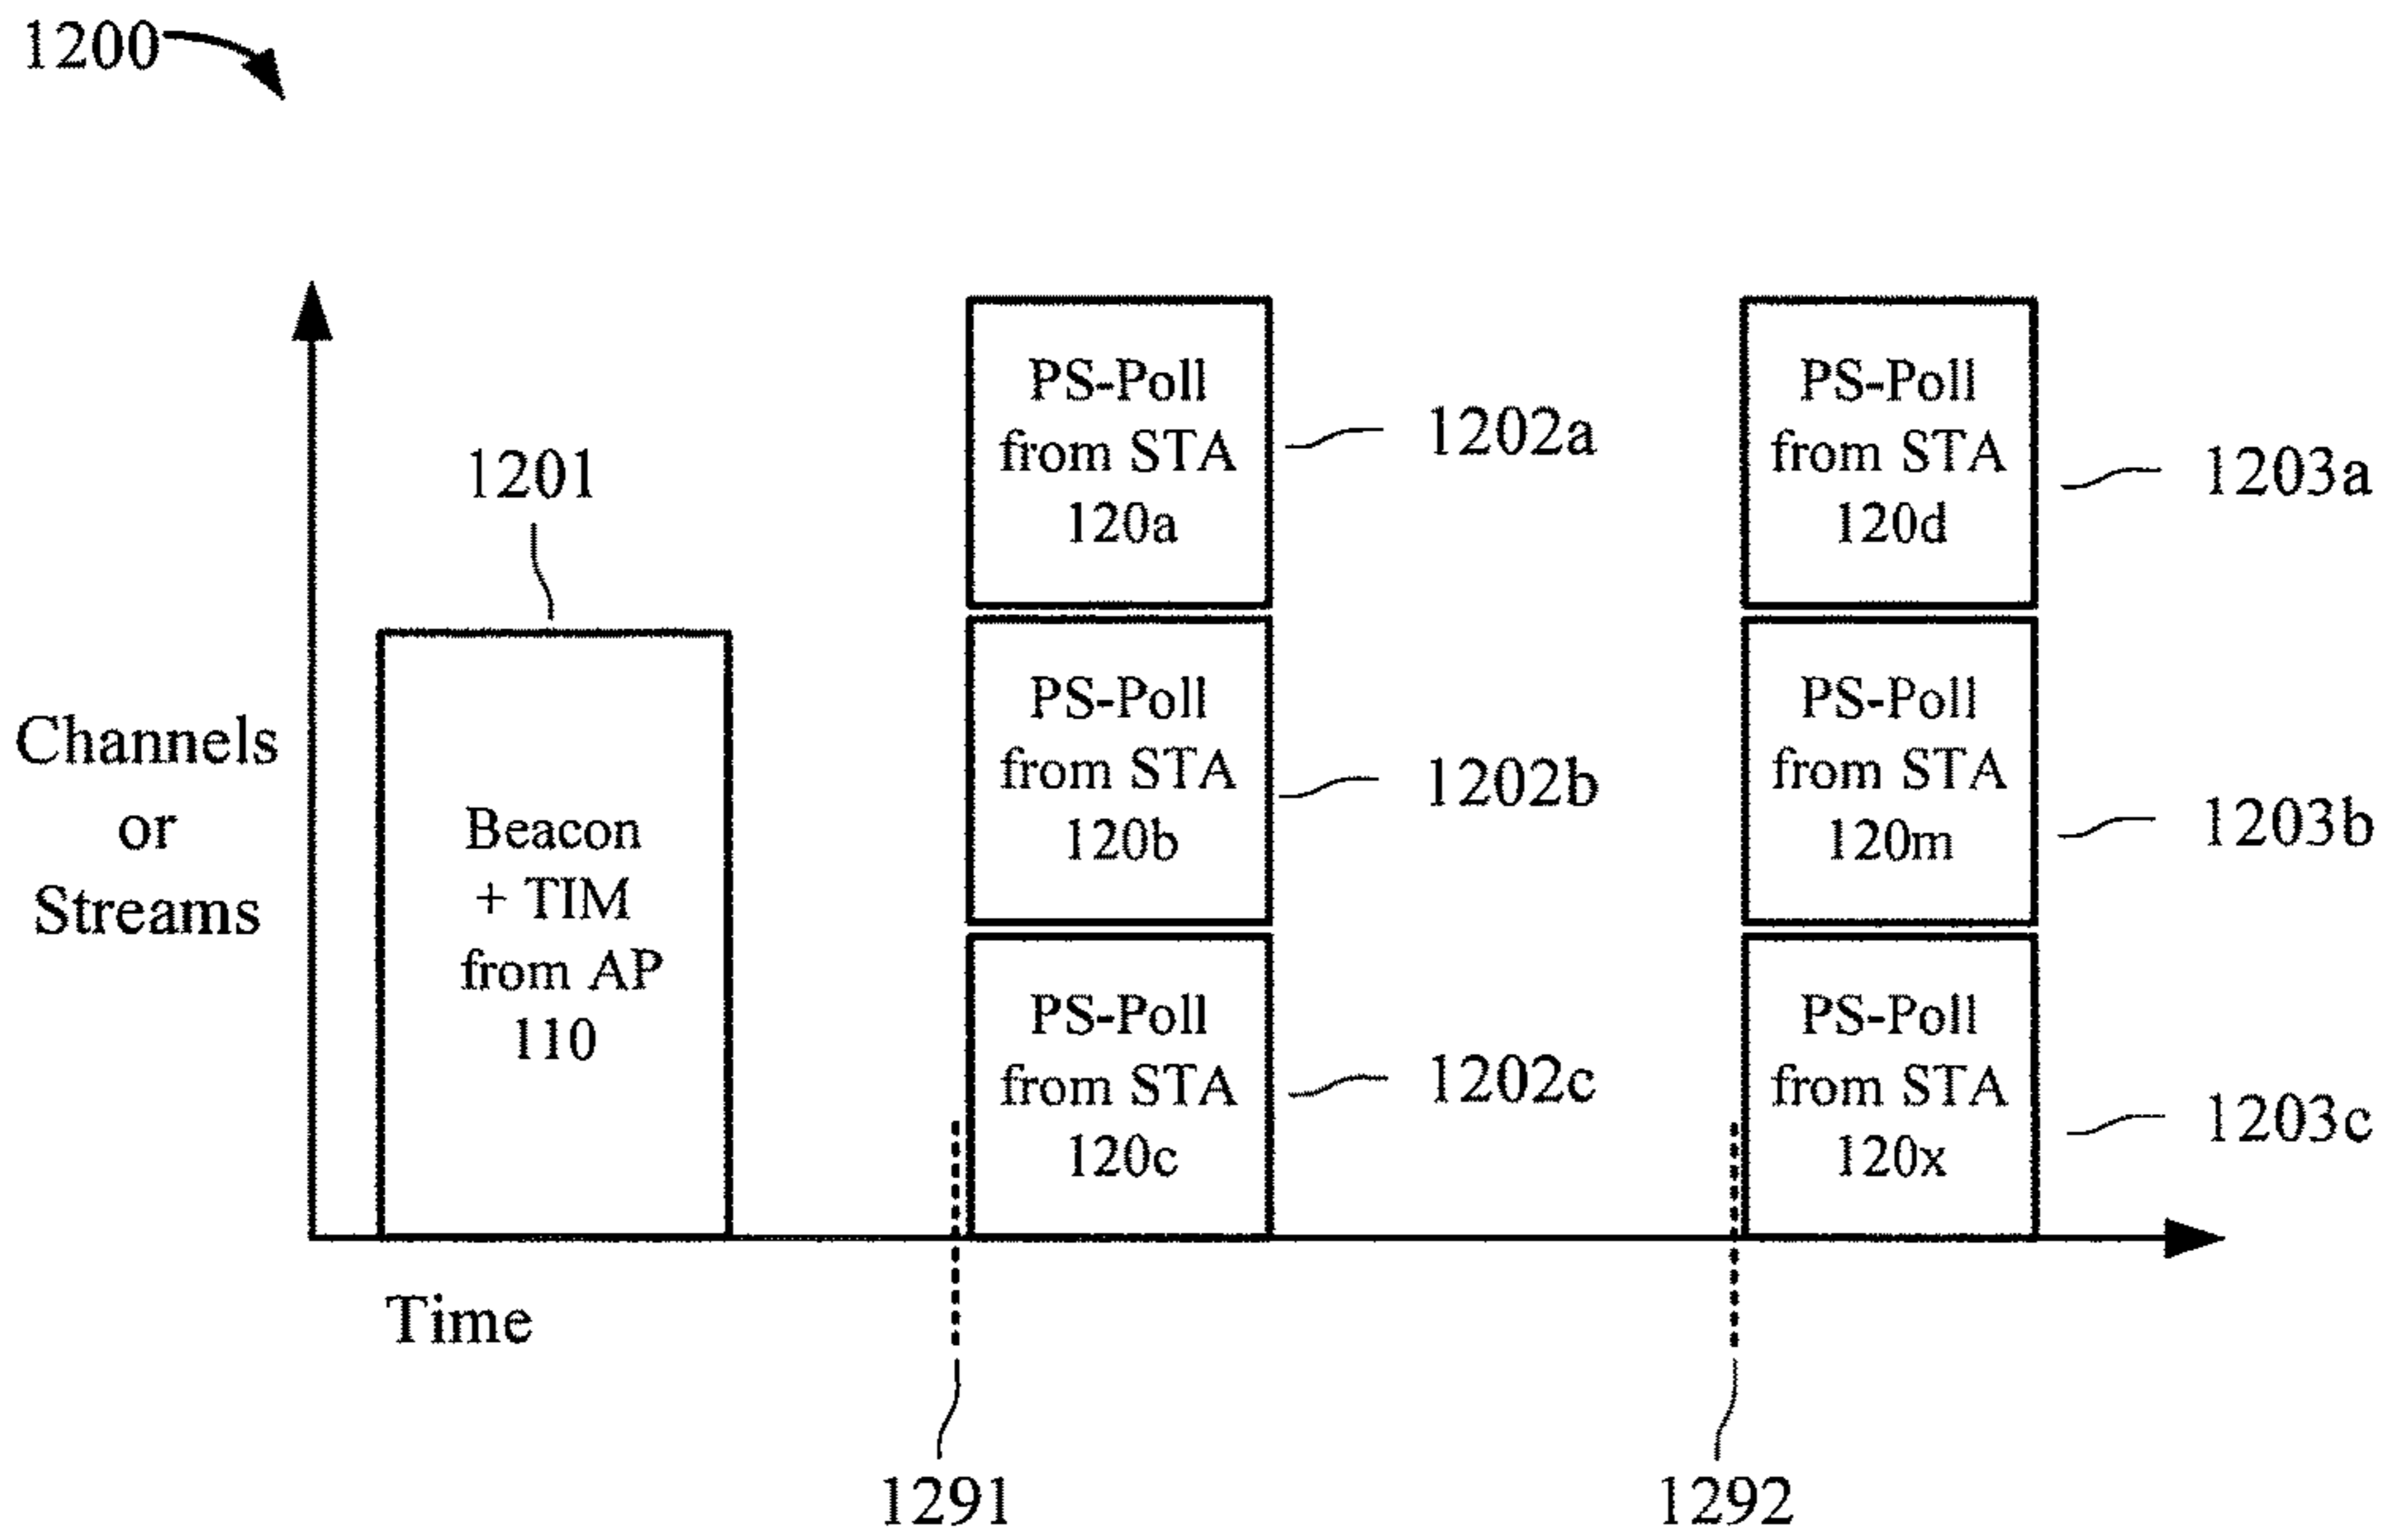 1200
PS-Poll
from STA
120a
1202a
PS-Poll
from STA
120d
1203a
1201
Channels
or
Streams
Beacon
+ TIM
from AP
110
PS-Poll
from STA
120b
1202b
PS-Poll
from STA
120m
1203b
PS-Poll
from STA
120c
1202c
PS-Poll
from STA
120x
1203c
Time
1291
1292